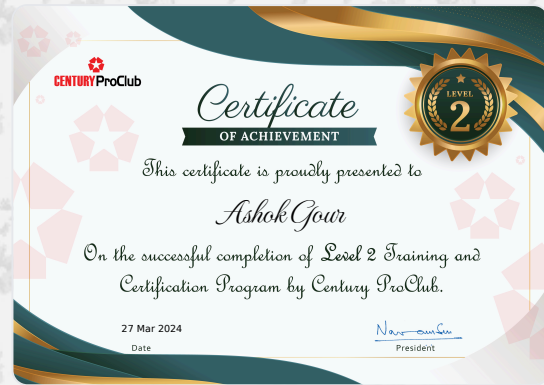 CENTURY ProClub
Certificate
OF ACHIEVEMENT
LEVEL
2
This certificate is proudly presented to
Ashok Gour
On the successful completion of Level 2 Training and
Certification Program by Century ProClub.
27 Mar 2024
Date
President